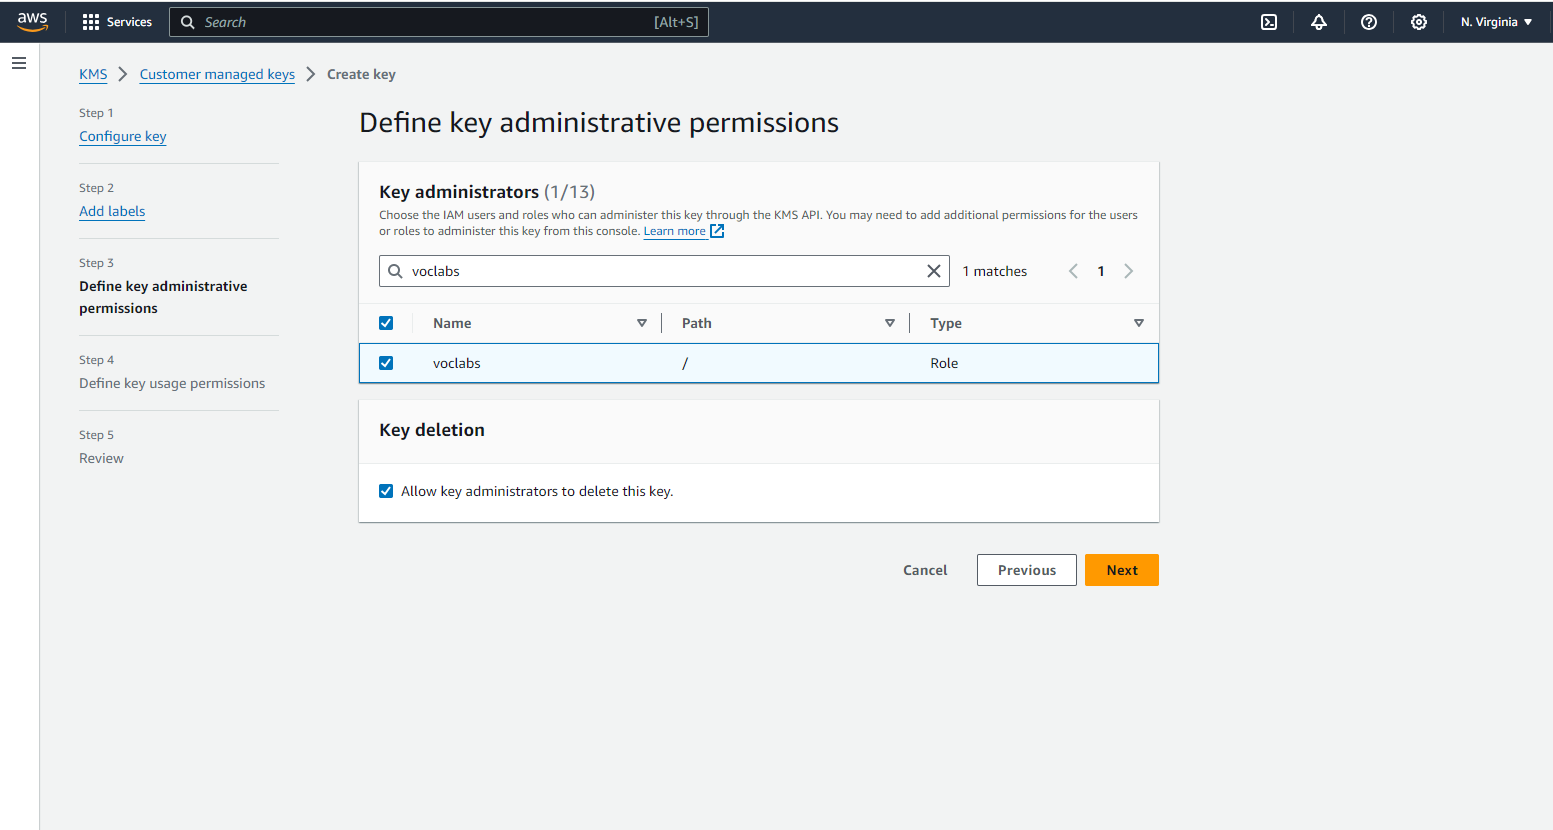 aws
Services
Search
[Alt+S]
N. Virginia
KMS
Customer managed keys
Create key
Step 1
Configure key
Step 2
Add labels
Step 3
Define key administrative
permissions
Step 4
Define key usage permissions
Step 5
Review
Define key administrative permissions
Key administrators (1/13)
Choose the IAM users and roles who can administer this key through the KMS API. You may need to add additional permissions for the users
or roles to administer this key from this console. Learn more
voclabs
1 matches
1
Name
Path
Type
voclabs
/
Role
Key deletion
Allow key administrators to delete this key.
Cancel
Previous
Next